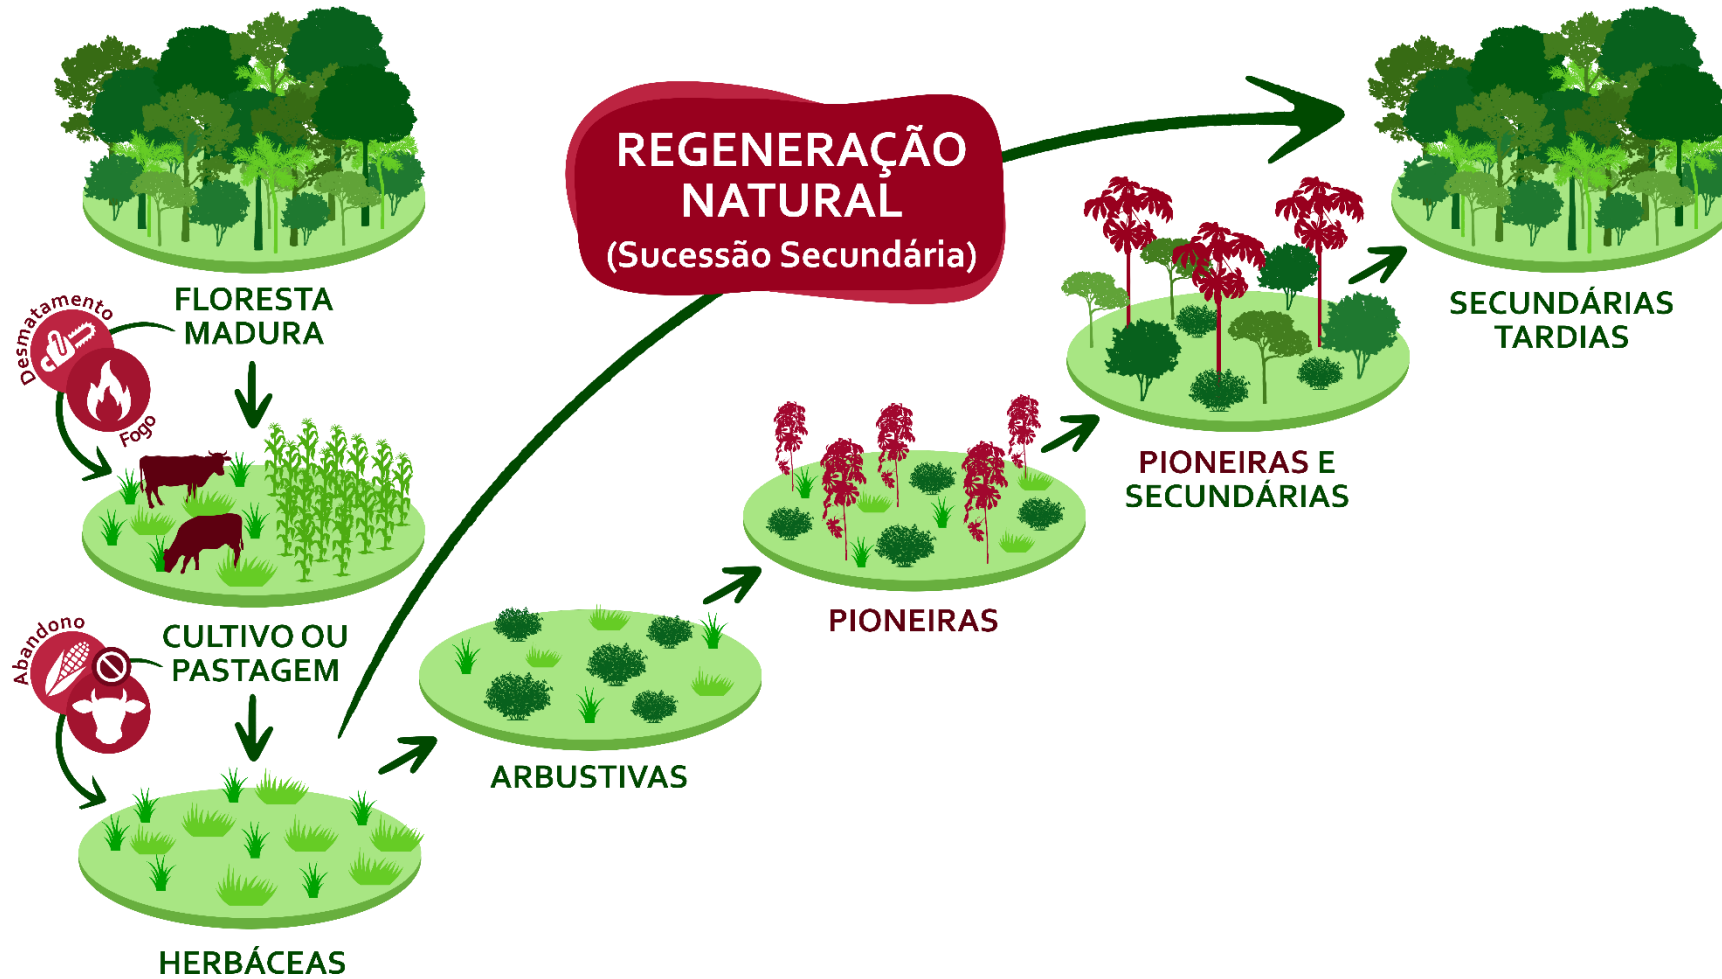 REGENERAÇÃO
NATURAL
(Sucessão Secundária)
FLORESTA
MADURA
Desmatamento
Fogo
CULTIVO OU
PASTAGEM
Abandono
HERBÁCEAS
ARBUSTIVAS
PIONEIRAS
PIONEIRAS E
SECUNDÁRIAS
SECUNDÁRIAS
TARDIAS